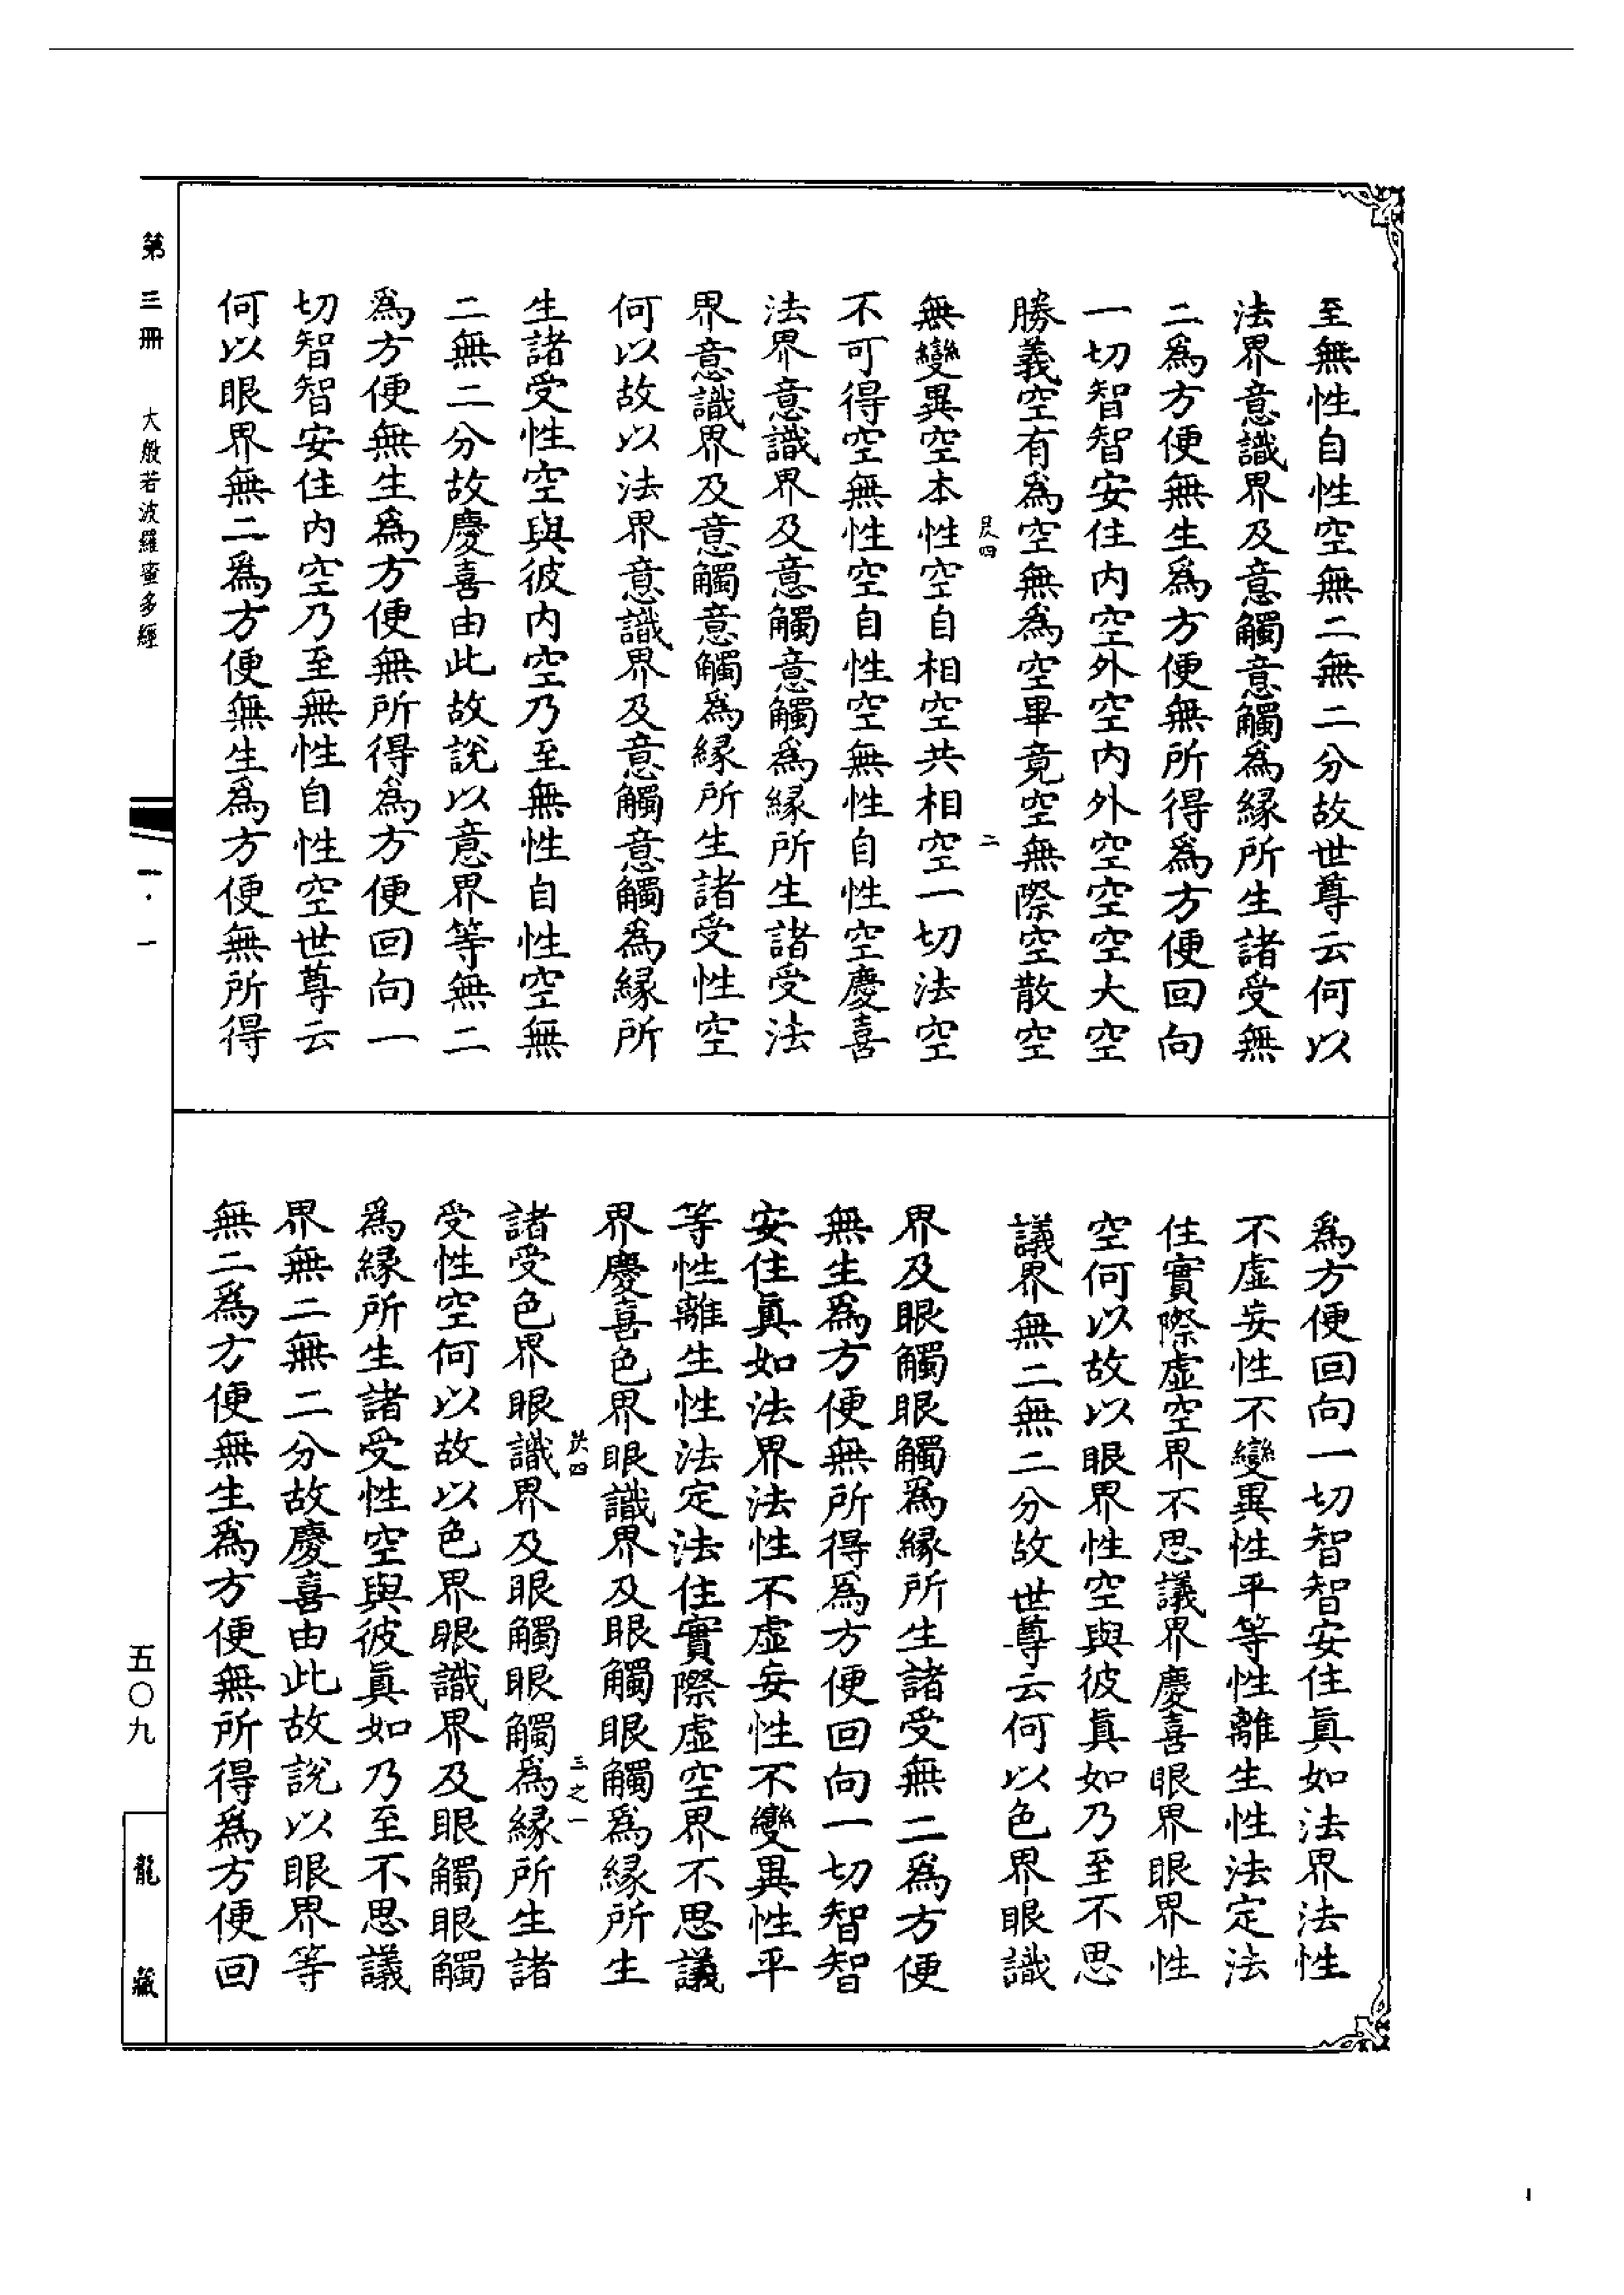 至無性自性空無二無二分故世尊云何以
法界意識界及意觸意觸爲緣所生諸受無
二爲方便無生爲方便無所得爲方便回向
一切智智安住內空外空內外空空空大空
勝義空有爲空無爲空畢竟空無際空散空
四
二
無變異空本性空自相空共相空一切法空
不可得空無性空自性空無性自性空慶喜
法界意識界及意觸意觸爲緣所生諸受法
界意識界及意觸意觸爲緣所生諸受性空
何以故以法界意識界及意觸意觸爲緣所
生諸受性空與彼內空乃至無性自性空無
二無二分故慶喜由此故說以意界等無二
爲方便無生爲方便無所得爲方便回向一
切智智安住內空乃至無性自性空世尊云
何以眼界無二爲方便無生爲方便無所得
爲方便回向一切智智安住真如法界法性
不虛妄性不變異性平等性離生性法定法
住實際虛空界不思議界慶喜眼界眼界性
空何以故以眼界性空與彼真如乃至不思
議界無二無二分故世尊云何以色界眼識
界及眼觸眼觸爲緣所生諸受無二爲方便
無生爲方便無所得爲方便回向一切智智
安住真如法界法性不虛妄性不變異性平
等性離生性法定法住實際虛空界不思議
界慶喜色界眼識界及眼觸眼觸爲緣所生
四
三之一
諸受色界眼識界及眼觸眼觸爲緣所生諸
受性空何以故以色界眼識界及眼觸眼觸
爲緣所生諸受性空與彼真如乃至不思議
界無二無二分故慶喜由此故說以眼界等
無二爲方便無生爲方便無所得爲方便回
第三冊 大般若波羅蜜多經
一·一
五〇九
龍藏